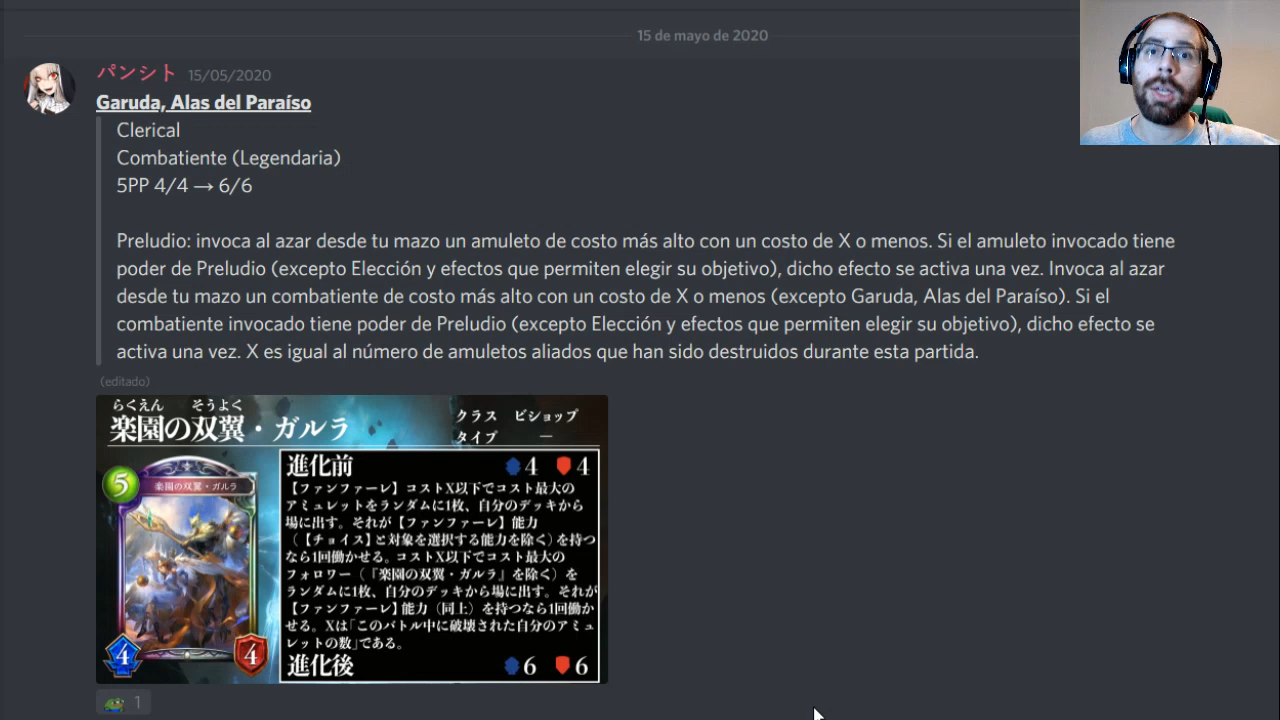 15 de mayo de 2020
パンシト 15/05/2020
Garuda, Alas del Paraíso
Clerical
Combatiente (Legendaria)
5PP 4/4 → 6/6
Preludio: invoca al azar desde tu mazo un amuleto de costo más alto con un costo de X o menos. Si el amuleto invocado tiene
poder de Preludio (excepto Elección y efectos que permiten elegir su objetivo), dicho efecto se activa una vez. Invoca al azar
desde tu mazo un combatiente de costo más alto con un costo de X o menos (excepto Garuda, Alas del Paraíso). Si el
combatiente invocado tiene poder de Preludio (excepto Elección y efectos que permiten elegir su objetivo), dicho efecto se
activa una vez. X es igual al número de amuletos aliados que han sido destruidos durante esta partida.
(editado)
らくえん そうよく
楽園の双翼・ガルラ
クラス ビショップ
タイプ —
5
楽園の双翼・ガルラ
4 4
進化前 4 4
【ファンファーレ】コストX以下でコスト最大の
アミュレットをランダムに1枚、自分のデッキから
場に出す。それが【ファンファーレ】能力
（【チョイス】と対象を選択する能力を除く）を持つ
なら1回働かせる。コストX以下でコスト最大の
フォロワー（『楽園の双翼・ガルラ』を除く）を
ランダムに1枚、自分のデッキから場に出す。それが
【ファンファーレ】能力（同上）を持つなら1回働か
せる。Xは「このバトル中に破壊された自分のアミュ
レットの数」である。
進化後 6 6
1